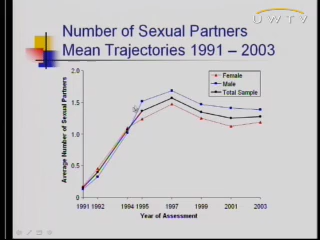 UWTV
Number of Sexual Partners
Mean Trajectories 1991 – 2003
2.0
1.5
1.0
0.5
0.0
Average Number of Sexual Partners
Female
Male
Total Sample
1991 1992 1994 1995 1997 1999 2001 2003
Year of Assessment